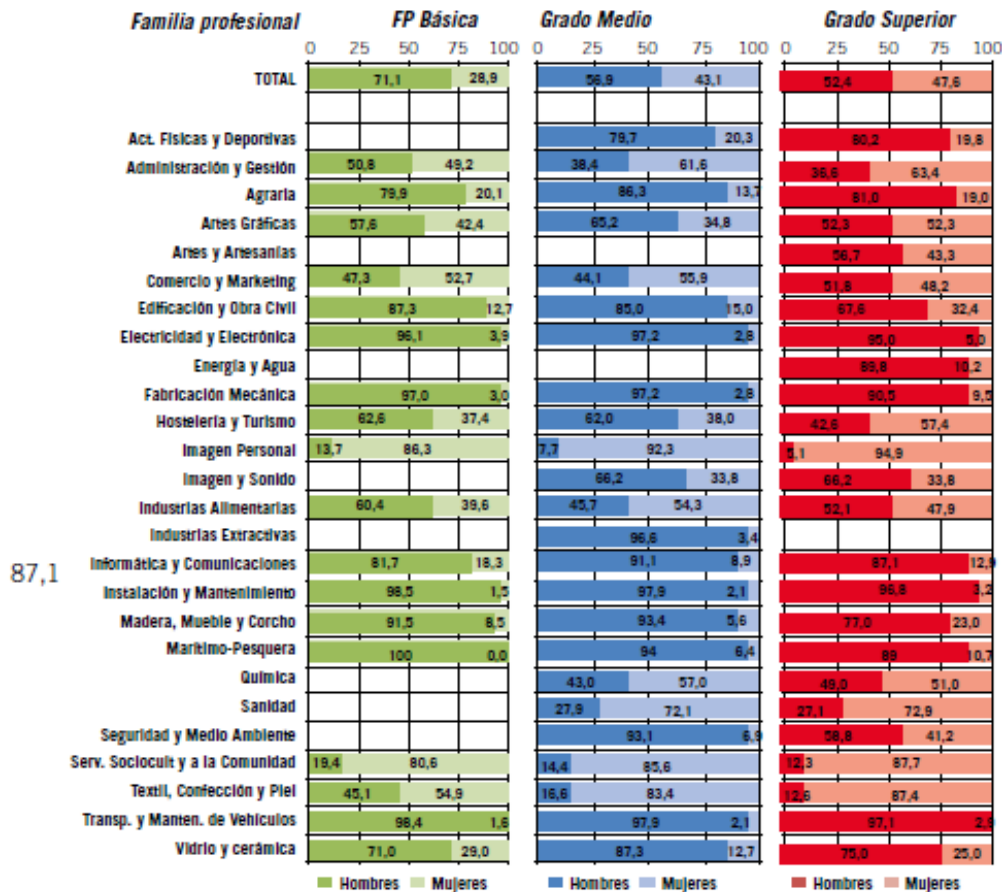 Familia profesional FP Básica Grado Medio Grado Superior
0 50 75 100 0 50 75 100 0 50 75 100
TOTAL 71,1 28,9 56,9 43,1 52,4 47,6
Act. Físicas y Deportivas 79,7 20,3 80,2 19,8
Administración y Gestión 50,8 49,2 38,4 61,6 36,6 63,4
Agraria 79,9 20,1 86,3 13,7 81,0 19,0
Artes Gráficas 57,6 42,4 65,2 34,8 52,3 52,3
Artes y Artesanías 56,7 43,3
Comercio y Marketing 47,3 52,7 44,1 55,9 51,8 48,2
Edificación y Obra Civil 87,3 12,7 85,0 15,0 67,6 32,4
Electricidad y Electrónica 96,1 3,9 97,2 2,8 95,0 5,0
Energía y Agua 89,8 10,2
Fabricación Mecánica 97,0 3,0 97,2 2,8 90,5 9,5
Hostelería y Turismo 62,6 37,4 62,0 38,0 42,6 57,4
Imagen Personal 13,7 86,3 7,7 92,3 5,1 94,9
Imagen y Sonido 66,2 33,8 66,2 33,8
Industrias Alimentarias 60,4 39,6 45,7 54,3 52,1 47,9
Industrias Extractivas 96,6 3,4
87,1 Informática y Comunicaciones 81,7 18,3 91,1 8,9 87,1 12,9
Instalación y Mantenimiento 98,5 1,5 97,9 2,1 96,8 3,2
Madera, Mueble y Corcho 91,5 8,5 93,4 5,6 77,0 23,0
Marítimo-Pesquera 100 0,0 94 6,4 89 10,7
Química 43,0 57,0 49,0 51,0
Sanidad 27,9 72,1 27,1 72,9
Seguridad y Medio Ambiente 93,1 6,9 58,8 41,2
Serv. Sociocult y a la Comunidad 19,4 80,6 14,4 85,6 12,3 87,7
Textil, Confección y Piel 45,1 54,9 16,6 83,4 12,6 87,4
Transp. y Manten. de Vehículos 98,4 1,6 97,9 2,1 97,1 2,9
Vidrio y cerámica 71,0 29,0 87,3 12,7 75,0 25,0
Hombres Mujeres Hombres Mujeres Hombres Mujeres